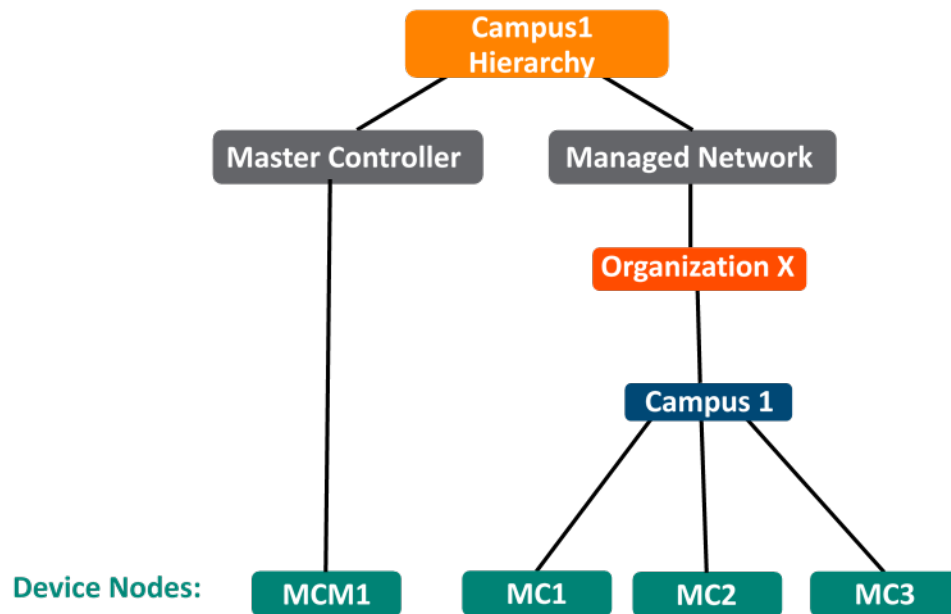 Campus1
Hierarchy
Master Controller
Managed Network
Organization X
Campus 1
Device Nodes:
MCM1
MC1
MC2
MC3